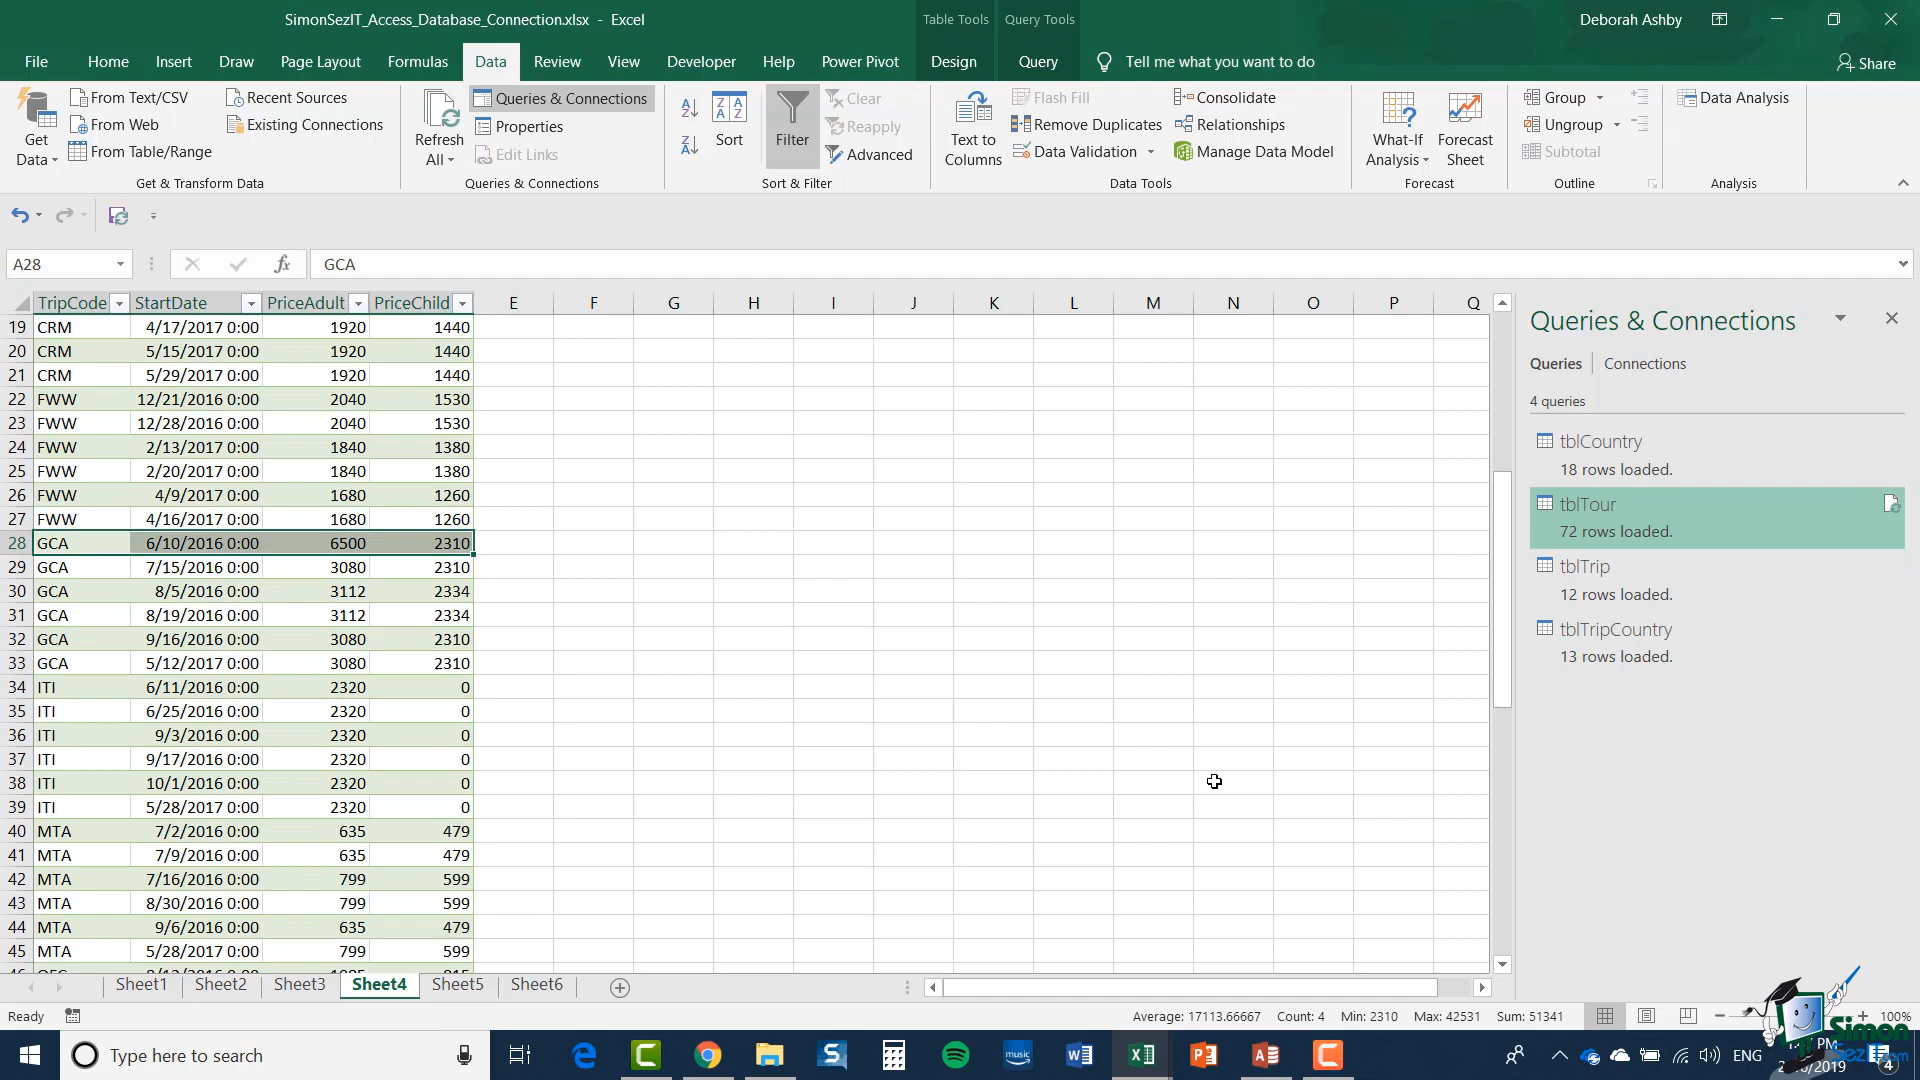 SimonSezIT_Access_Database_Connection.xlsx - Excel
Table Tools
Query Tools
Deborah Ashby
File Home Insert Draw Page Layout Formulas Data Review View Developer Help Power Pivot Design Query Tell me what you want to do Share
Get Data
From Text/CSV
From Web
From Table/Range
Recent Sources
Existing Connections
Get & Transform Data
Refresh All
Queries & Connections
Properties
Edit Links
Queries & Connections
Sort
Filter
Clear
Reapply
Advanced
Sort & Filter
Text to Columns
Flash Fill
Remove Duplicates
Data Validation
Consolidate
Relationships
Manage Data Model
Data Tools
What-If Analysis
Forecast Sheet
Forecast
Group
Ungroup
Subtotal
Outline
Data Analysis
Analysis
A28 fx GCA
TripCode StartDate PriceAdult PriceChild E F G H I J K L M N O P Q
19 CRM 4/17/2017 0:00 1920 1440
20 CRM 5/15/2017 0:00 1920 1440
21 CRM 5/29/2017 0:00 1920 1440
22 FWW 12/21/2016 0:00 2040 1530
23 FWW 12/28/2016 0:00 2040 1530
24 FWW 2/13/2017 0:00 1840 1380
25 FWW 2/20/2017 0:00 1840 1380
26 FWW 4/9/2017 0:00 1680 1260
27 FWW 4/16/2017 0:00 1680 1260
28 GCA 6/10/2016 0:00 6500 2310
29 GCA 7/15/2016 0:00 3080 2310
30 GCA 8/5/2016 0:00 3112 2334
31 GCA 8/19/2016 0:00 3112 2334
32 GCA 9/16/2016 0:00 3080 2310
33 GCA 5/12/2017 0:00 3080 2310
34 ITI 6/11/2016 0:00 2320 0
35 ITI 6/25/2016 0:00 2320 0
36 ITI 9/3/2016 0:00 2320 0
37 ITI 9/17/2016 0:00 2320 0
38 ITI 10/1/2016 0:00 2320 0
39 ITI 5/28/2017 0:00 2320 0
40 MTA 7/2/2016 0:00 635 479
41 MTA 7/9/2016 0:00 635 479
42 MTA 7/16/2016 0:00 799 599
43 MTA 8/30/2016 0:00 799 599
44 MTA 9/6/2016 0:00 635 479
45 MTA 5/28/2017 0:00 799 599
Queries & Connections
Queries Connections
4 queries
tblCountry
18 rows loaded.
tblTour
72 rows loaded.
tblTrip
12 rows loaded.
tblTripCountry
13 rows loaded.
Sheet1 Sheet2 Sheet3 Sheet4 Sheet5 Sheet6
Ready Average: 17113.66667 Count: 4 Min: 2310 Max: 42531 Sum: 51341 100%
Type here to search
music
ENG
PM
/2019
4
Simon
SezIT.com